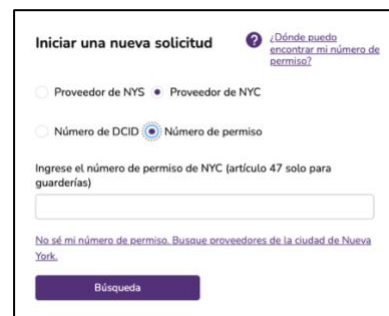 Iniciar una nueva solicitud
? ¿Dónde puedo
encontrar mi número de
permiso?
Proveedor de NYS Proveedor de NYC
Número de DCID Número de permiso
Ingrese el número de permiso de NYC (artículo 47 solo para
guarderías)
No sé mi número de permiso. Busque proveedores de la ciudad de Nueva
York.
Búsqueda